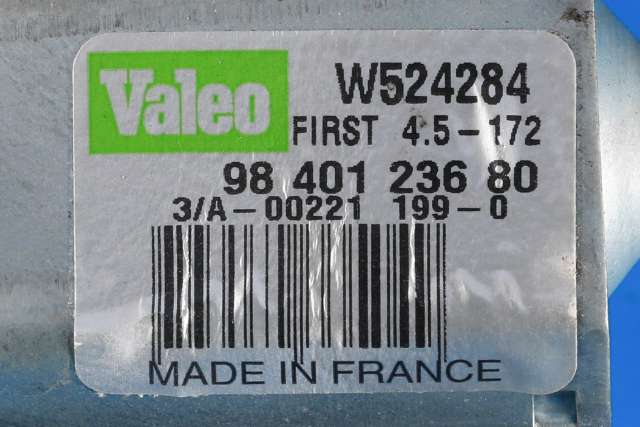 Valeo
W524284
FIRST 4.5-172
98 401 236 80
3/A-00221 199-0
MADE IN FRANCE